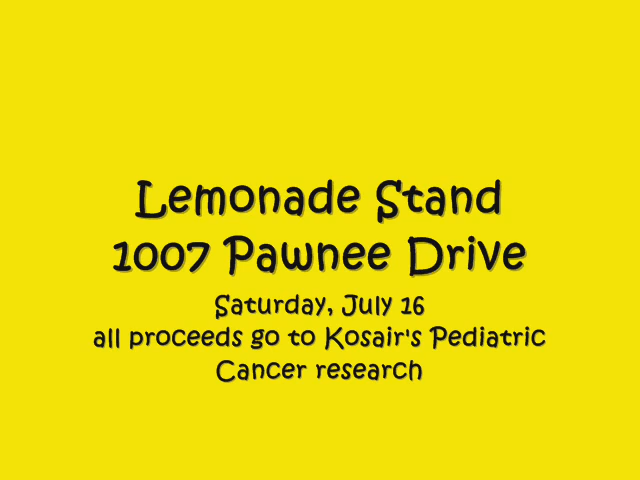 Lemonade Stand
1007 Pawnee Drive
Saturday, July 16
all proceeds go to Kosair's Pediatric
Cancer research